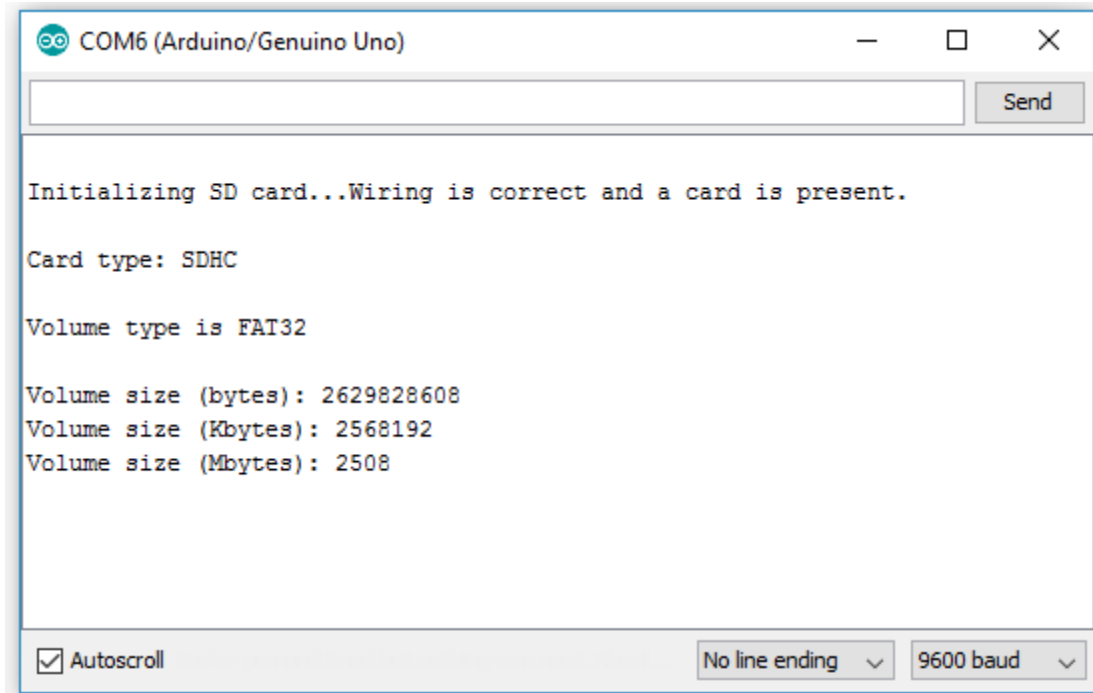 COM6 (Arduino/Genuino Uno)
Send
Initializing SD card...Wiring is correct and a card is present.
Card type: SDHC
Volume type is FAT32
Volume size (bytes): 2629828608
Volume size (Kbytes): 2568192
Volume size (Mbytes): 2508
Autoscroll
No line ending
9600 baud